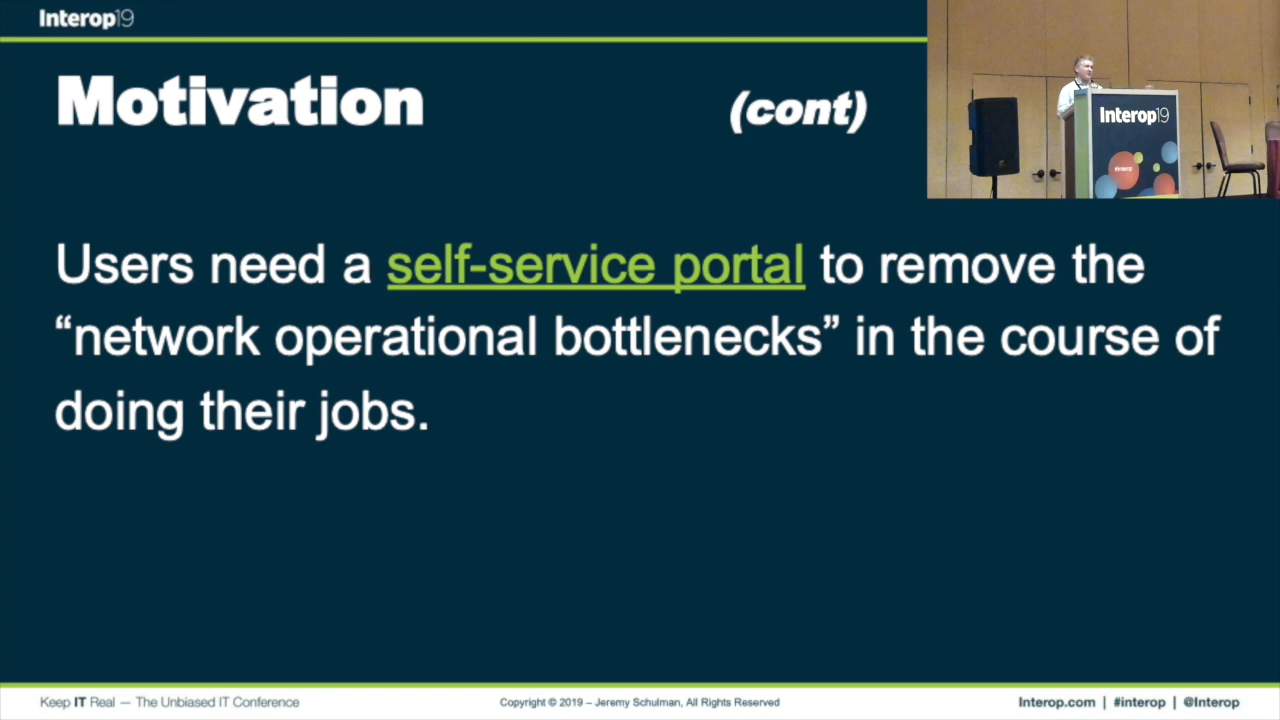 Interop19
Motivation (cont)
Interop19
Users need a self-service portal to remove the
“network operational bottlenecks” in the course of
doing their jobs.
Keep IT Real — The Unbiased IT Conference
Copyright © 2019 – Jeremy Schulman, All Rights Reserved
Interop.com | #interop | @Interop